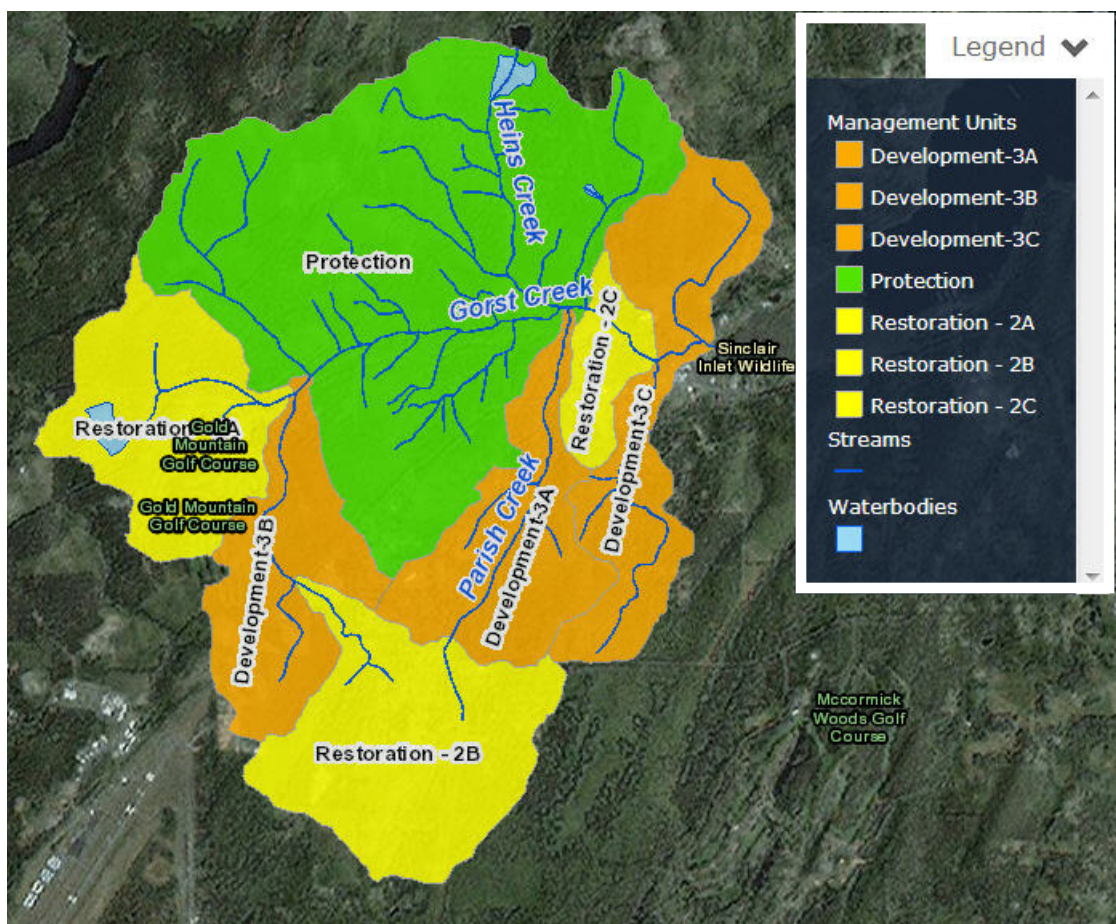 Legend
Management Units
Development-3A
Development-3B
Development-3C
Protection
Restoration - 2A
Restoration - 2B
Restoration - 2C
Streams
Waterbodies
Heins Creek
Protection
Gorst Creek
Restoration - 2C
Sinclair
Inlet Wildlife
Restoration A
Gold
Mountain
Golf Course
Gold Mountain
Golf Course
Development-3B
Parish Creek
Development-3A
Development-3C
Mccormick
Woods Golf
Course
Restoration - 2B